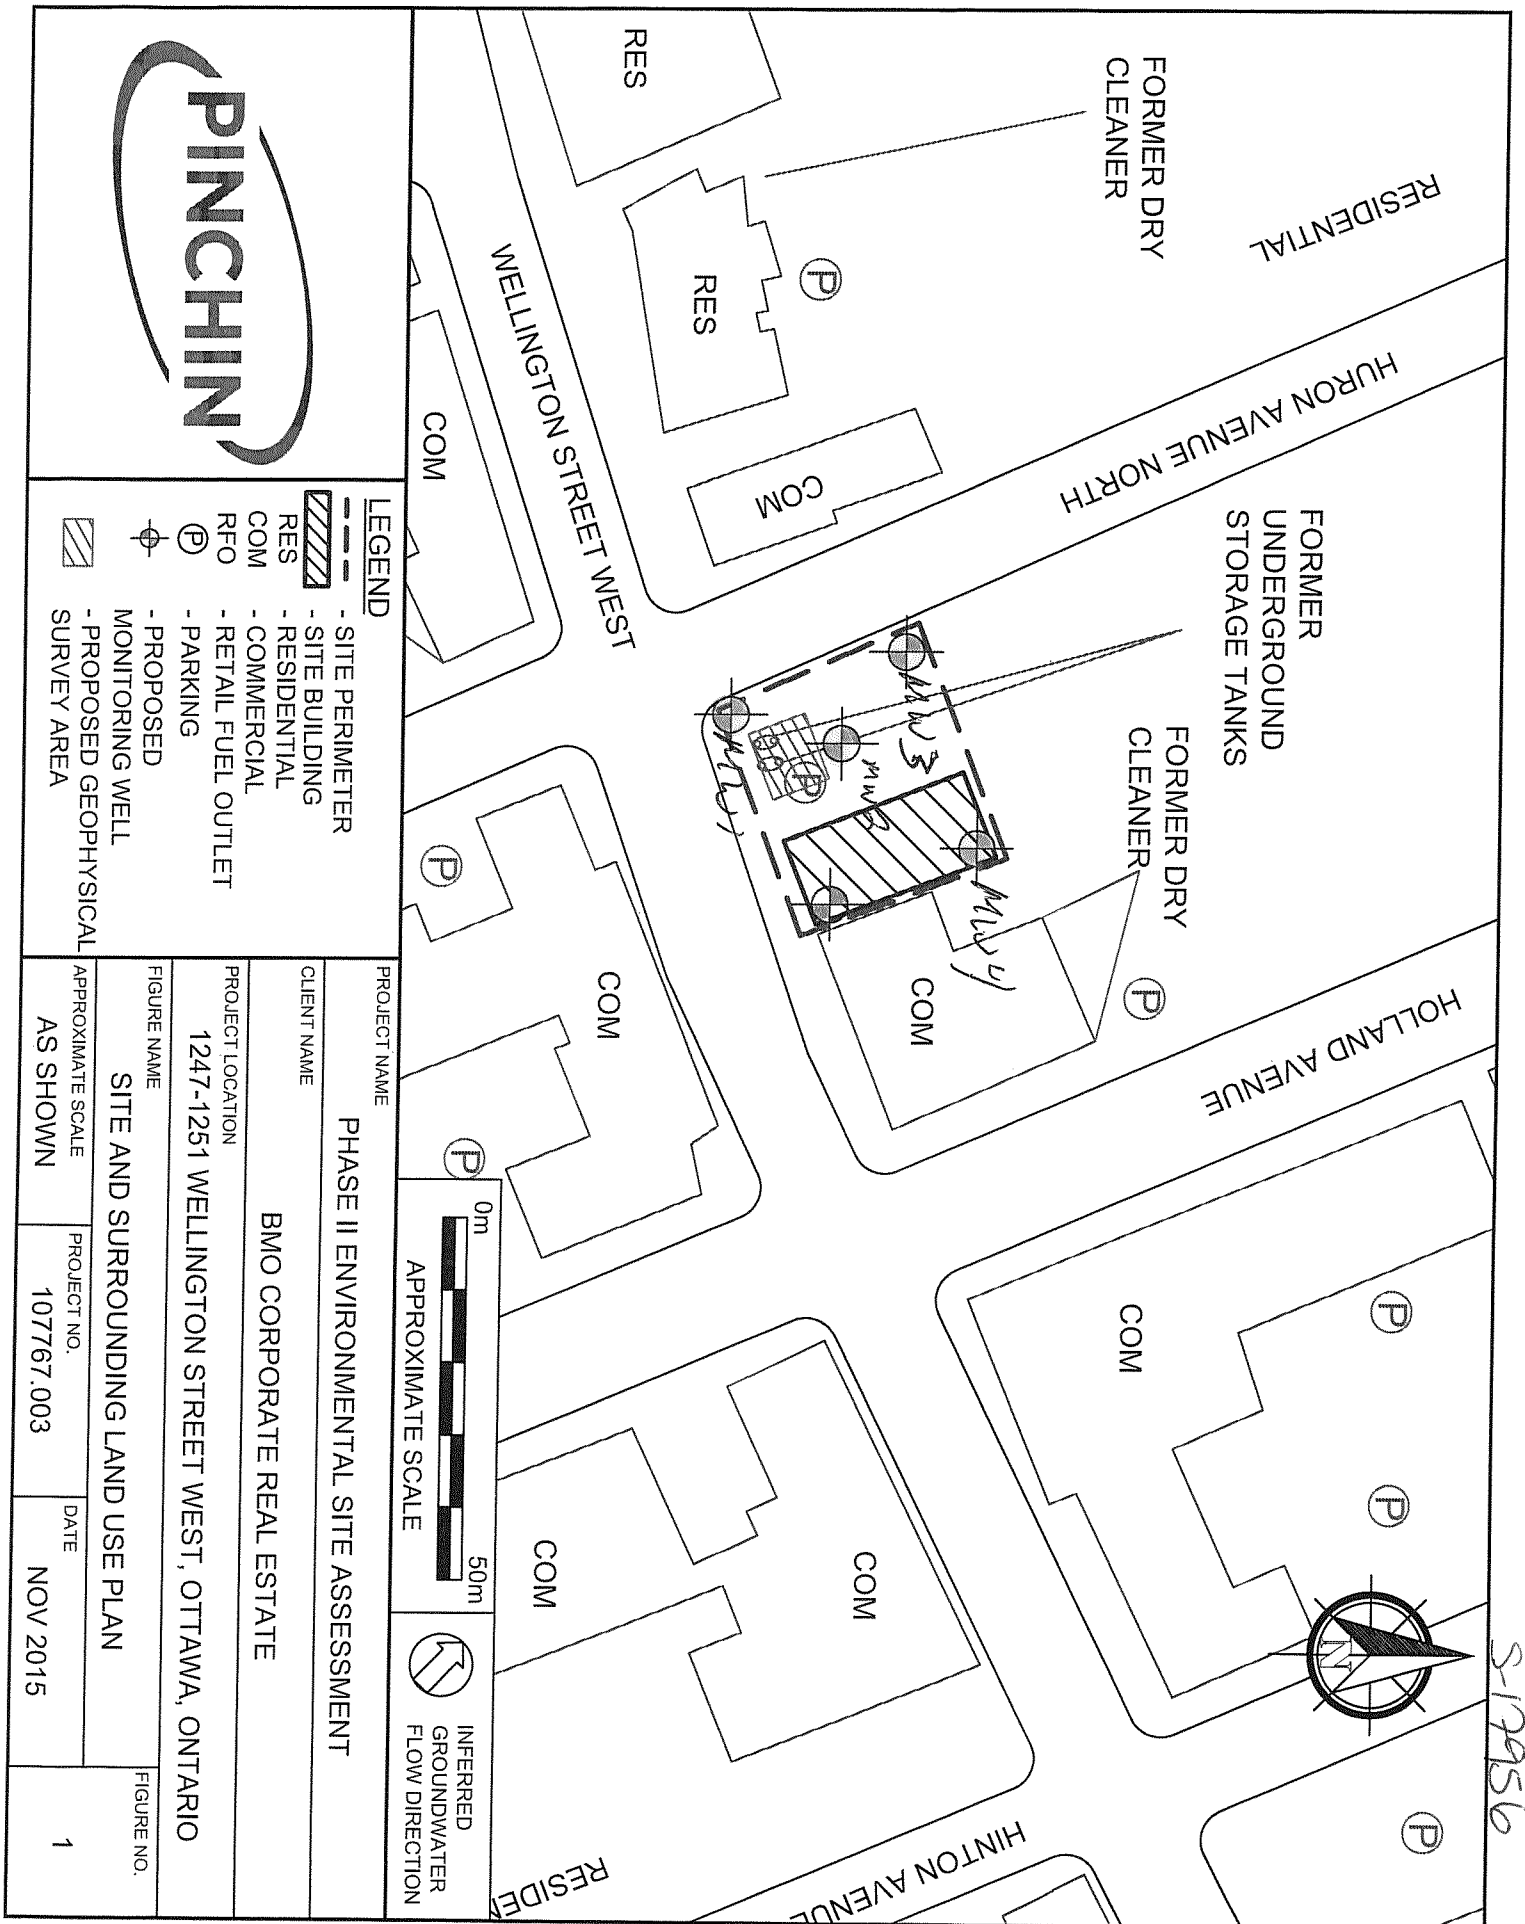 S-17956
FORMER DRY
CLEANER
RESIDENTIAL
RES
RES
COM
HURON AVENUE NORTH
WELLINGTON STREET WEST
FORMER
UNDERGROUND
STORAGE TANKS
FORMER DRY
CLEANER
HOLLAND AVENUE
MW3
MW2
MW1
MW4
P
P
P
P
P
P
P
P
COM
COM
COM
COM
COM
COM
HINTON AVENUE
RESIDEN
N
PINCHIN
LEGEND
- SITE PERIMETER
- SITE BUILDING
RES - RESIDENTIAL
COM - COMMERCIAL
RFO - RETAIL FUEL OUTLET
P - PARKING
- PROPOSED
MONITORING WELL
- PROPOSED GEOPHYSICAL
SURVEY AREA
0m 50m
APPROXIMATE SCALE
INFERRED
GROUNDWATER
FLOW DIRECTION
PROJECT NAME
PHASE II ENVIRONMENTAL SITE ASSESSMENT
CLIENT NAME
BMO CORPORATE REAL ESTATE
PROJECT LOCATION
1247-1251 WELLINGTON STREET WEST, OTTAWA, ONTARIO
FIGURE NAME
SITE AND SURROUNDING LAND USE PLAN
FIGURE NO.
1
APPROXIMATE SCALE
AS SHOWN
PROJECT NO.
107767.003
DATE
NOV 2015